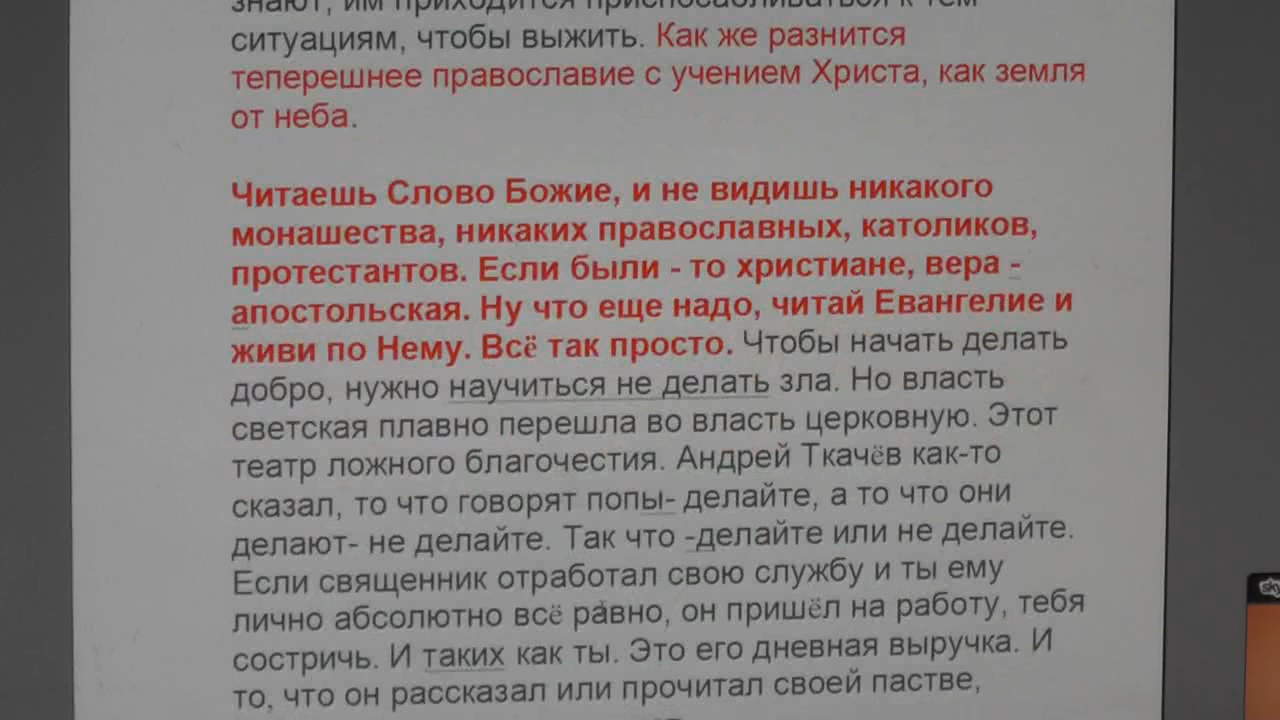 знают, им приходится приспосабливаться к тем
ситуациям, чтобы выжить. Как же разнится
теперешнее православие с учением Христа, как земля
от неба.
Читаешь Слово Божие, и не видишь никакого
монашества, никаких православных, католиков,
протестантов. Если были - то христиане, вера -
апостольская. Ну что еще надо, читай Евангелие и
живи по Нему. Всё так просто. Чтобы начать делать
добро, нужно научиться не делать зла. Но власть
светская плавно перешла во власть церковную. Этот
театр ложного благочестия. Андрей Ткачёв как-то
сказал, то что говорят попы- делайте, а то что они
делают- не делайте. Так что -делайте или не делайте.
Если священник отработал свою службу и ты ему
лично абсолютно всё равно, он пришёл на работу, тебя
состричь. И таких как ты. Это его дневная выручка. И
то, что он рассказал или прочитал своей пастве,